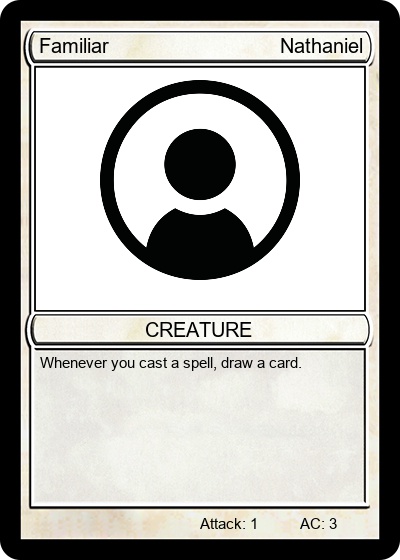 Familiar Nathaniel
CREATURE
Whenever you cast a spell, draw a card.
Attack: 1 AC: 3